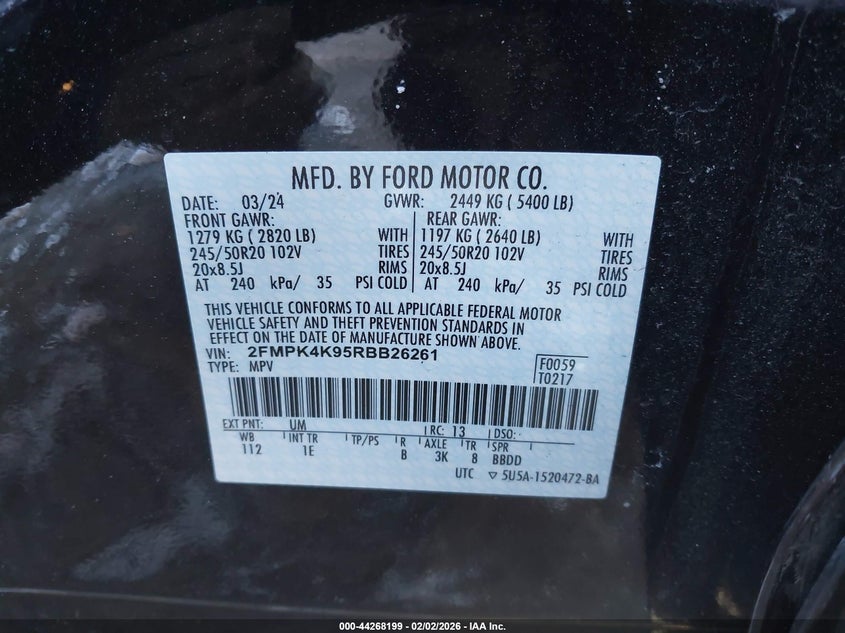 MFD. BY FORD MOTOR CO.
DATE: 03/24 GVWR: 2449 KG ( 5400 LB)
FRONT GAWR: REAR GAWR:
1279 KG ( 2820 LB) WITH 1197 KG ( 2640 LB) WITH
245/50R20 102V TIRES 245/50R20 102V TIRES
20x8.5J RIMS 20x8.5J RIMS
AT 240 kPa/ 35 PSI COLD AT 240 kPa/ 35 PSI COLD
THIS VEHICLE CONFORMS TO ALL APPLICABLE FEDERAL MOTOR
VEHICLE SAFETY AND THEFT PREVENTION STANDARDS IN
EFFECT ON THE DATE OF MANUFACTURE SHOWN ABOVE.
VIN: 2FMPK4K95RBB26261 F0059
TYPE: MPV T0217
EXT PNT: UM RC: 13 DSO:
WB INT TR TP/PS R AXLE TR SPR
112 1E B 3K 8 BBDD
UTC ▽ 5U5A-1520472-BA
000-44268199 - 02/02/2026 - IAA Inc.